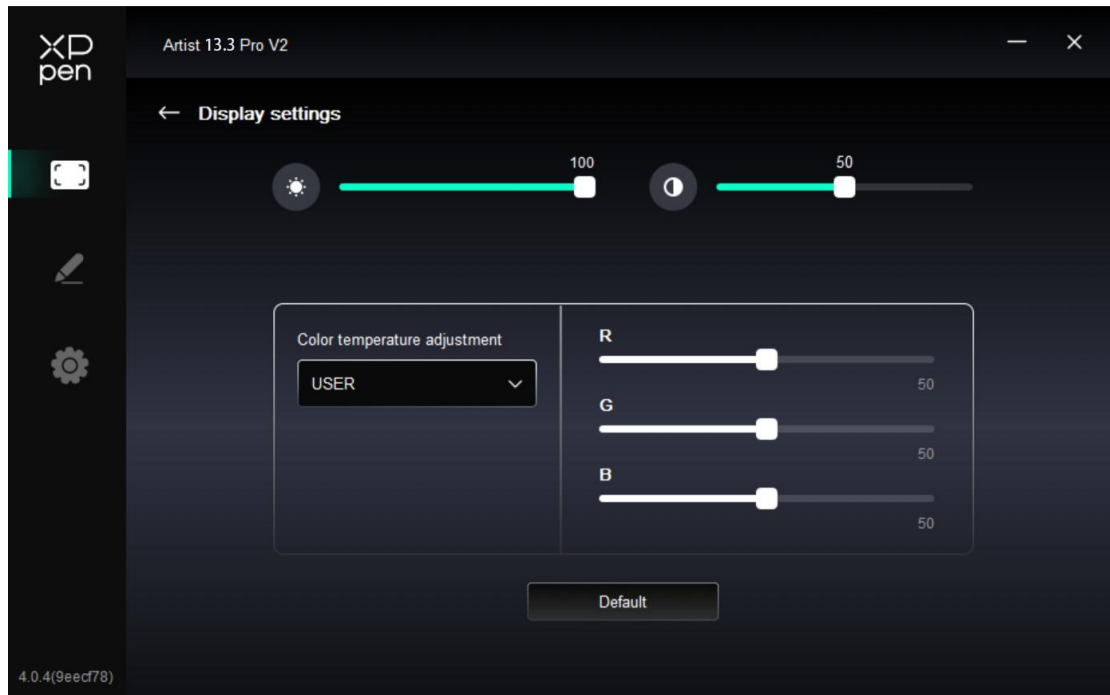 XP
pen
Artist 13.3 Pro V2
Display settings
100
50
Color temperature adjustment
USER
R
50
G
50
B
50
Default
4.0.4(9eecf78)